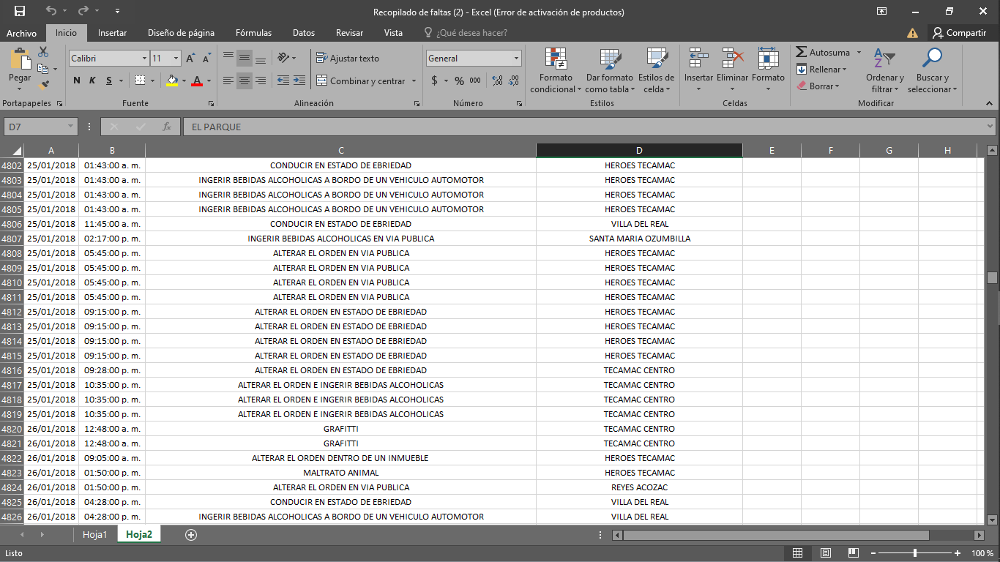 Recopilado de faltas (2) - Excel (Error de activación de productos)
Archivo Inicio Insertar Diseño de página Fórmulas Datos Revisar Vista ¿Qué desea hacer? Compartir
Pegar
Calibri 11
N K S
Ajustar texto
Combinar y centrar
General
$ % 000
Formato condicional
Dar formato como tabla
Estilos de celda
Insertar Eliminar Formato
Autosuma
Rellenar
Borrar
Ordenar y filtrar
Buscar y seleccionar
Portapapeles Fuente Alineación Número Estilos Celdas Modificar
D7 fx EL PARQUE
A B C D E F G H
4802 25/01/2018 01:43:00 a. m. CONDUCIR EN ESTADO DE EBRIEDAD HEROES TECAMAC
4803 25/01/2018 01:43:00 a. m. INGERIR BEBIDAS ALCOHOLICAS A BORDO DE UN VEHICULO AUTOMOTOR HEROES TECAMAC
4804 25/01/2018 01:43:00 a. m. INGERIR BEBIDAS ALCOHOLICAS A BORDO DE UN VEHICULO AUTOMOTOR HEROES TECAMAC
4805 25/01/2018 01:43:00 a. m. INGERIR BEBIDAS ALCOHOLICAS A BORDO DE UN VEHICULO AUTOMOTOR HEROES TECAMAC
4806 25/01/2018 11:45:00 a. m. CONDUCIR EN ESTADO DE EBRIEDAD VILLA DEL REAL
4807 25/01/2018 02:17:00 p. m. INGERIR BEBIDAS ALCOHOLICAS EN VIA PUBLICA SANTA MARIA OZUMBILLA
4808 25/01/2018 05:45:00 p. m. ALTERAR EL ORDEN EN VIA PUBLICA HEROES TECAMAC
4809 25/01/2018 05:45:00 p. m. ALTERAR EL ORDEN EN VIA PUBLICA HEROES TECAMAC
4810 25/01/2018 05:45:00 p. m. ALTERAR EL ORDEN EN VIA PUBLICA HEROES TECAMAC
4811 25/01/2018 05:45:00 p. m. ALTERAR EL ORDEN EN VIA PUBLICA HEROES TECAMAC
4812 25/01/2018 09:15:00 p. m. ALTERAR EL ORDEN EN ESTADO DE EBRIEDAD HEROES TECAMAC
4813 25/01/2018 09:15:00 p. m. ALTERAR EL ORDEN EN ESTADO DE EBRIEDAD HEROES TECAMAC
4814 25/01/2018 09:15:00 p. m. ALTERAR EL ORDEN EN ESTADO DE EBRIEDAD HEROES TECAMAC
4815 25/01/2018 09:15:00 p. m. ALTERAR EL ORDEN EN ESTADO DE EBRIEDAD HEROES TECAMAC
4816 25/01/2018 09:28:00 p. m. ALTERAR EL ORDEN EN ESTADO DE EBRIEDAD TECAMAC CENTRO
4817 25/01/2018 10:35:00 p. m. ALTERAR EL ORDEN E INGERIR BEBIDAS ALCOHOLICAS TECAMAC CENTRO
4818 25/01/2018 10:35:00 p. m. ALTERAR EL ORDEN E INGERIR BEBIDAS ALCOHOLICAS TECAMAC CENTRO
4819 25/01/2018 10:35:00 p. m. ALTERAR EL ORDEN E INGERIR BEBIDAS ALCOHOLICAS TECAMAC CENTRO
4820 26/01/2018 12:48:00 a. m. GRAFITTI TECAMAC CENTRO
4821 26/01/2018 12:48:00 a. m. GRAFITTI TECAMAC CENTRO
4822 26/01/2018 09:05:00 a. m. ALTERAR EL ORDEN DENTRO DE UN INMUEBLE HEROES TECAMAC
4823 26/01/2018 01:50:00 p. m. MALTRATO ANIMAL HEROES TECAMAC
4824 26/01/2018 01:50:00 p. m. ALTERAR EL ORDEN EN VIA PUBLICA REYES ACOZAC
4825 26/01/2018 04:28:00 p. m. CONDUCIR EN ESTADO DE EBRIEDAD VILLA DEL REAL
4826 26/01/2018 04:28:00 p. m. INGERIR BEBIDAS ALCOHOLICAS A BORDO DE UN VEHICULO AUTOMOTOR VILLA DEL REAL
Hoja1 Hoja2
Listo 100 %